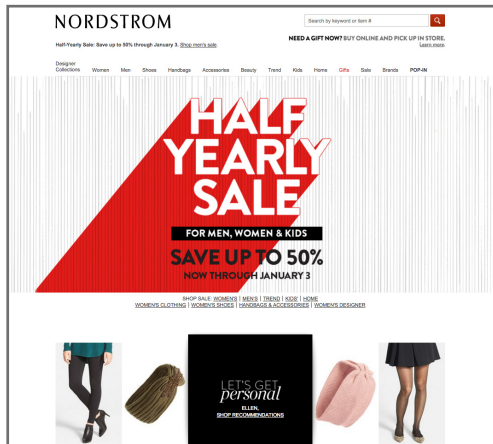 NORDSTROM
Search by keyword or item #
Half-Yearly Sale: Save up to 50% through January 3. Shop men's sale.
NEED A GIFT NOW? BUY ONLINE AND PICK UP IN STORE.
Learn more.
Designer
Collections Women Men Shoes Handbags Accessories Beauty Trend Kids Home Gifts Sale Brands POP-IN
HALF
YEARLY
SALE
FOR MEN, WOMEN & KIDS
SAVE UP TO 50%
NOW THROUGH JANUARY 3
SHOP SALE: WOMEN'S | MEN'S | TREND | KIDS' | HOME
WOMEN'S CLOTHING | WOMEN'S SHOES | HANDBAGS & ACCESSORIES | WOMEN'S DESIGNER
LET'S GET
personal
ELLEN,
SHOP RECOMMENDATIONS